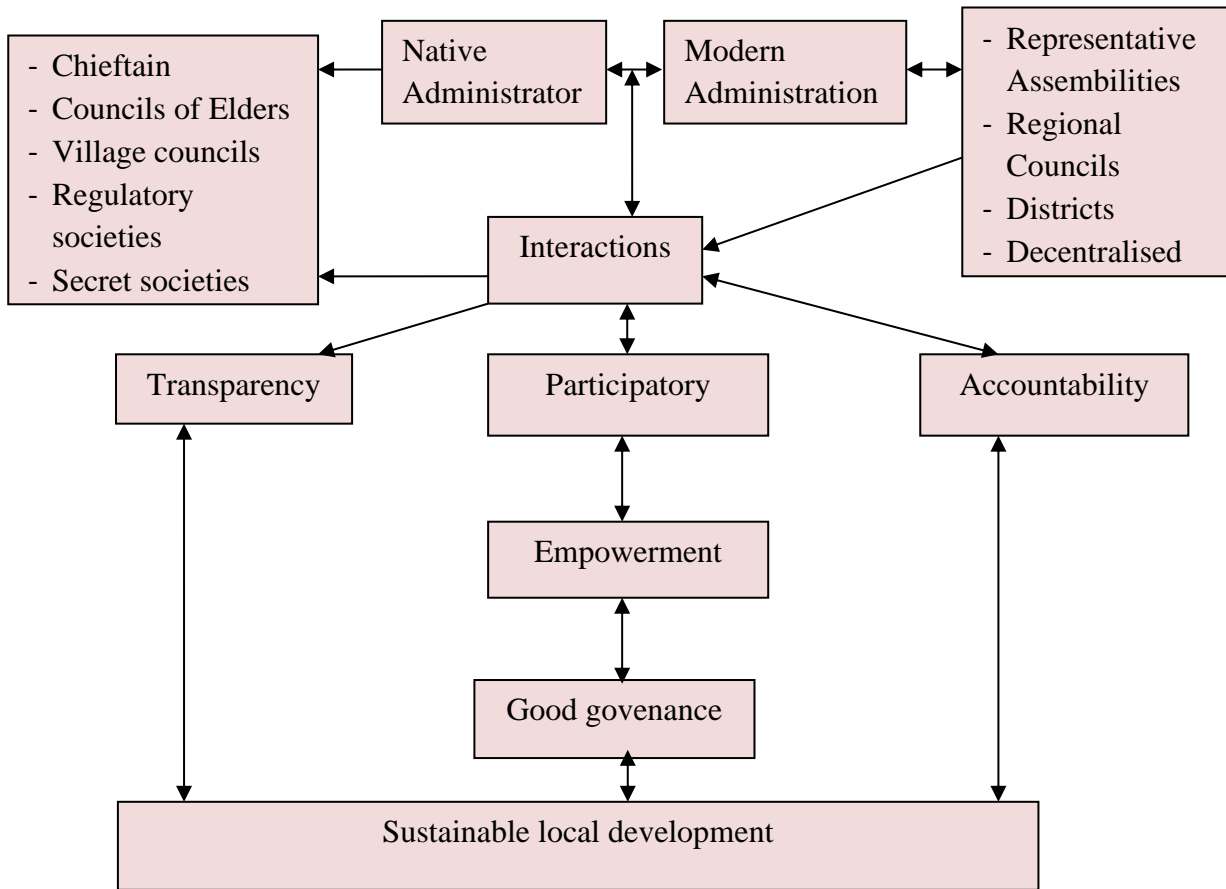 - Chieftain
- Councils of Elders
- Village councils
- Regulatory
societies
- Secret societies
Native
Administrator
Modern
Administration
- Representative
Assembilities
- Regional
Councils
- Districts
- Decentralised
Interactions
Transparency
Participatory
Accountability
Empowerment
Good govenance
Sustainable local development